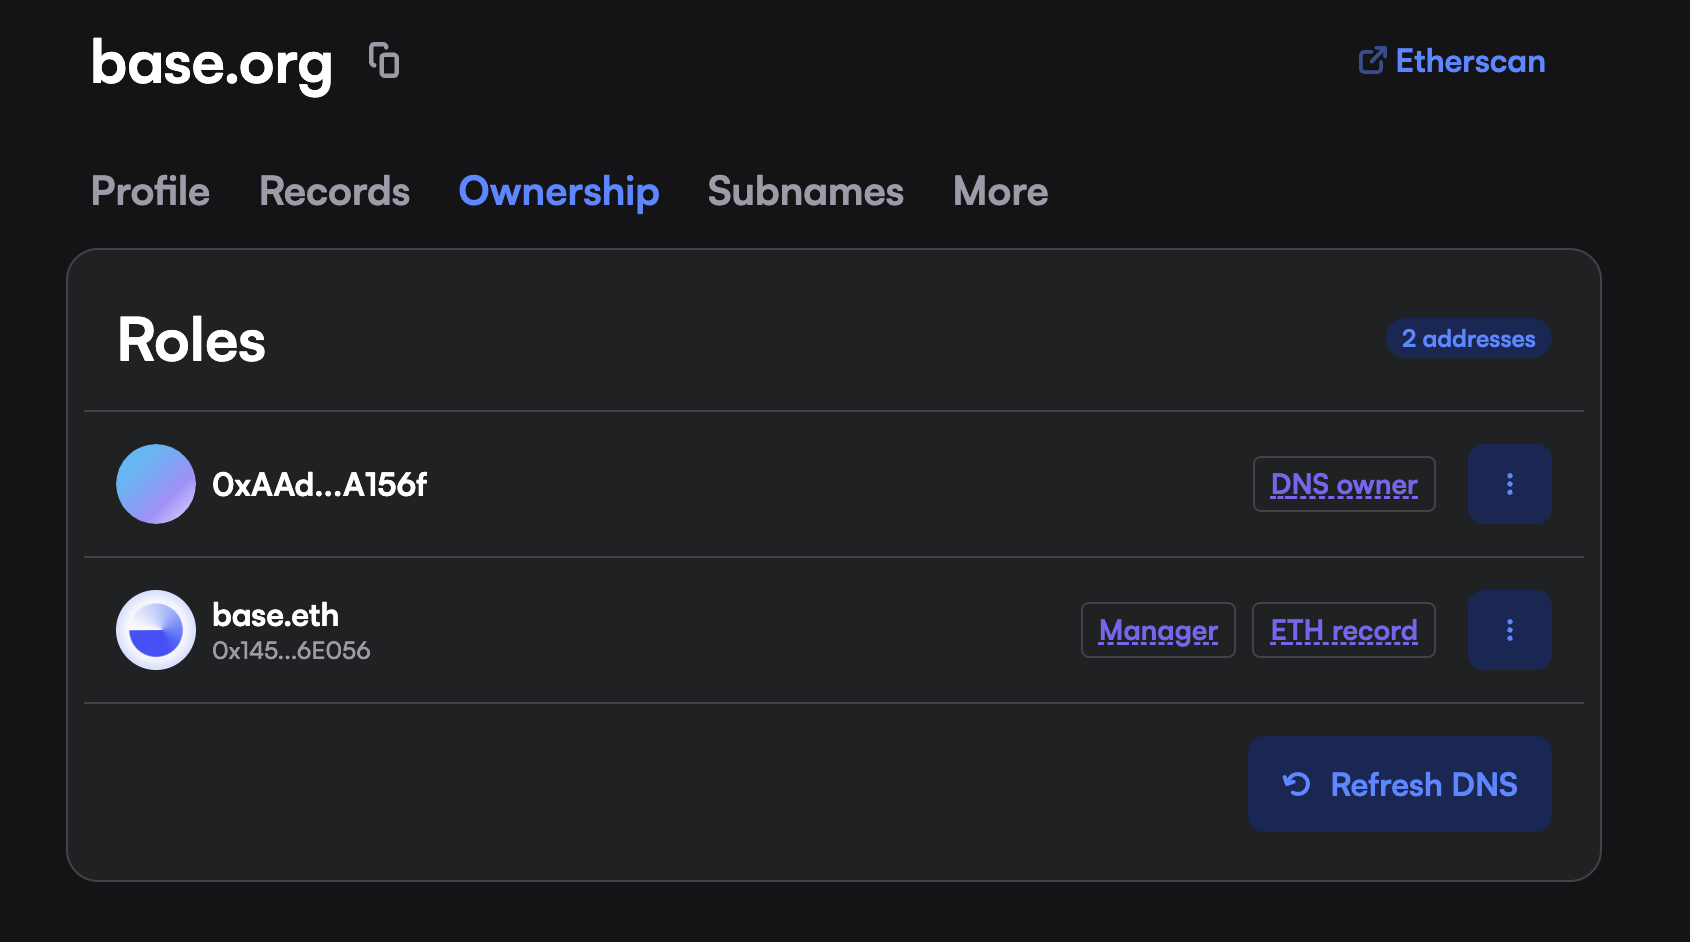 base.org
Etherscan
Profile Records Ownership Subnames More
Roles
2 addresses
0xAAd...A156f
DNS owner
base.eth
0x145...6E056
Manager
ETH record
Refresh DNS